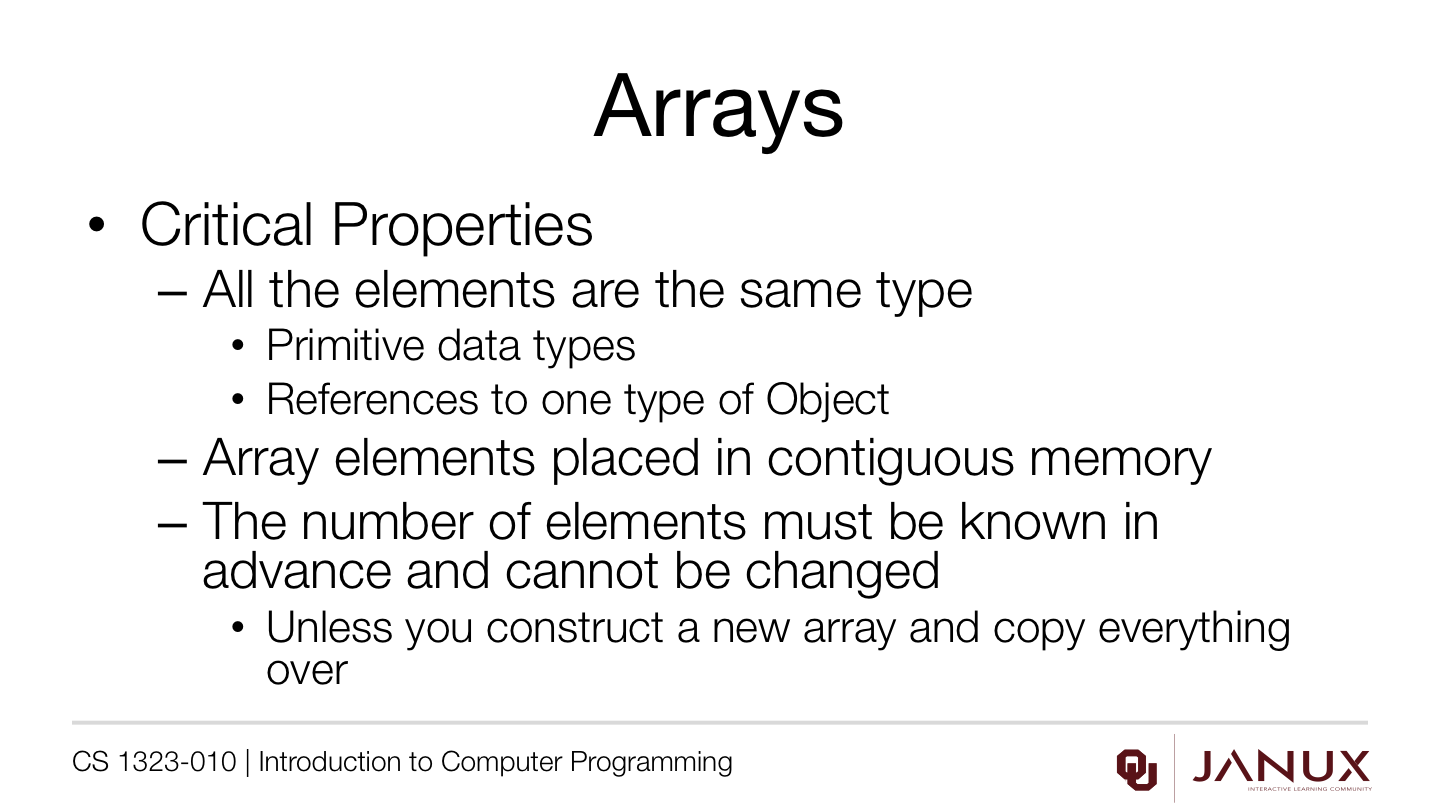 Arrays
• Critical Properties
– All the elements are the same type
• Primitive data types
• References to one type of Object
– Array elements placed in contiguous memory
– The number of elements must be known in
advance and cannot be changed
• Unless you construct a new array and copy everything
over
CS 1323-010 | Introduction to Computer Programming
OU
JANUX
INTERACTIVE LEARNING COMMUNITY